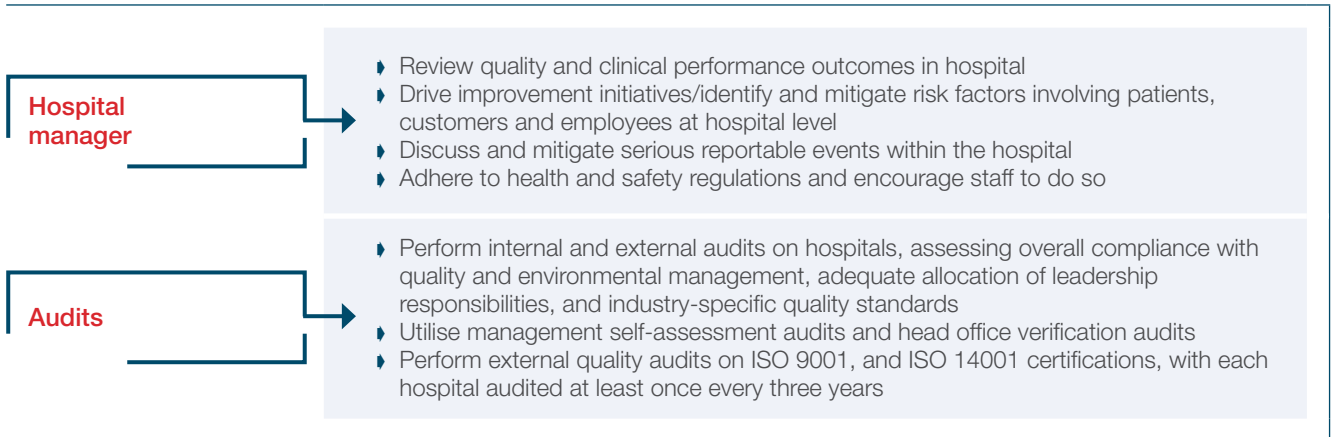 Hospital
manager
➧ Review quality and clinical performance outcomes in hospital
➧ Drive improvement initiatives/identify and mitigate risk factors involving patients,
customers and employees at hospital level
➧ Discuss and mitigate serious reportable events within the hospital
➧ Adhere to health and safety regulations and encourage staff to do so
Audits
➧ Perform internal and external audits on hospitals, assessing overall compliance with
quality and environmental management, adequate allocation of leadership
responsibilities, and industry-specific quality standards
➧ Utilise management self-assessment audits and head office verification audits
➧ Perform external quality audits on ISO 9001, and ISO 14001 certifications, with each
hospital audited at least once every three years